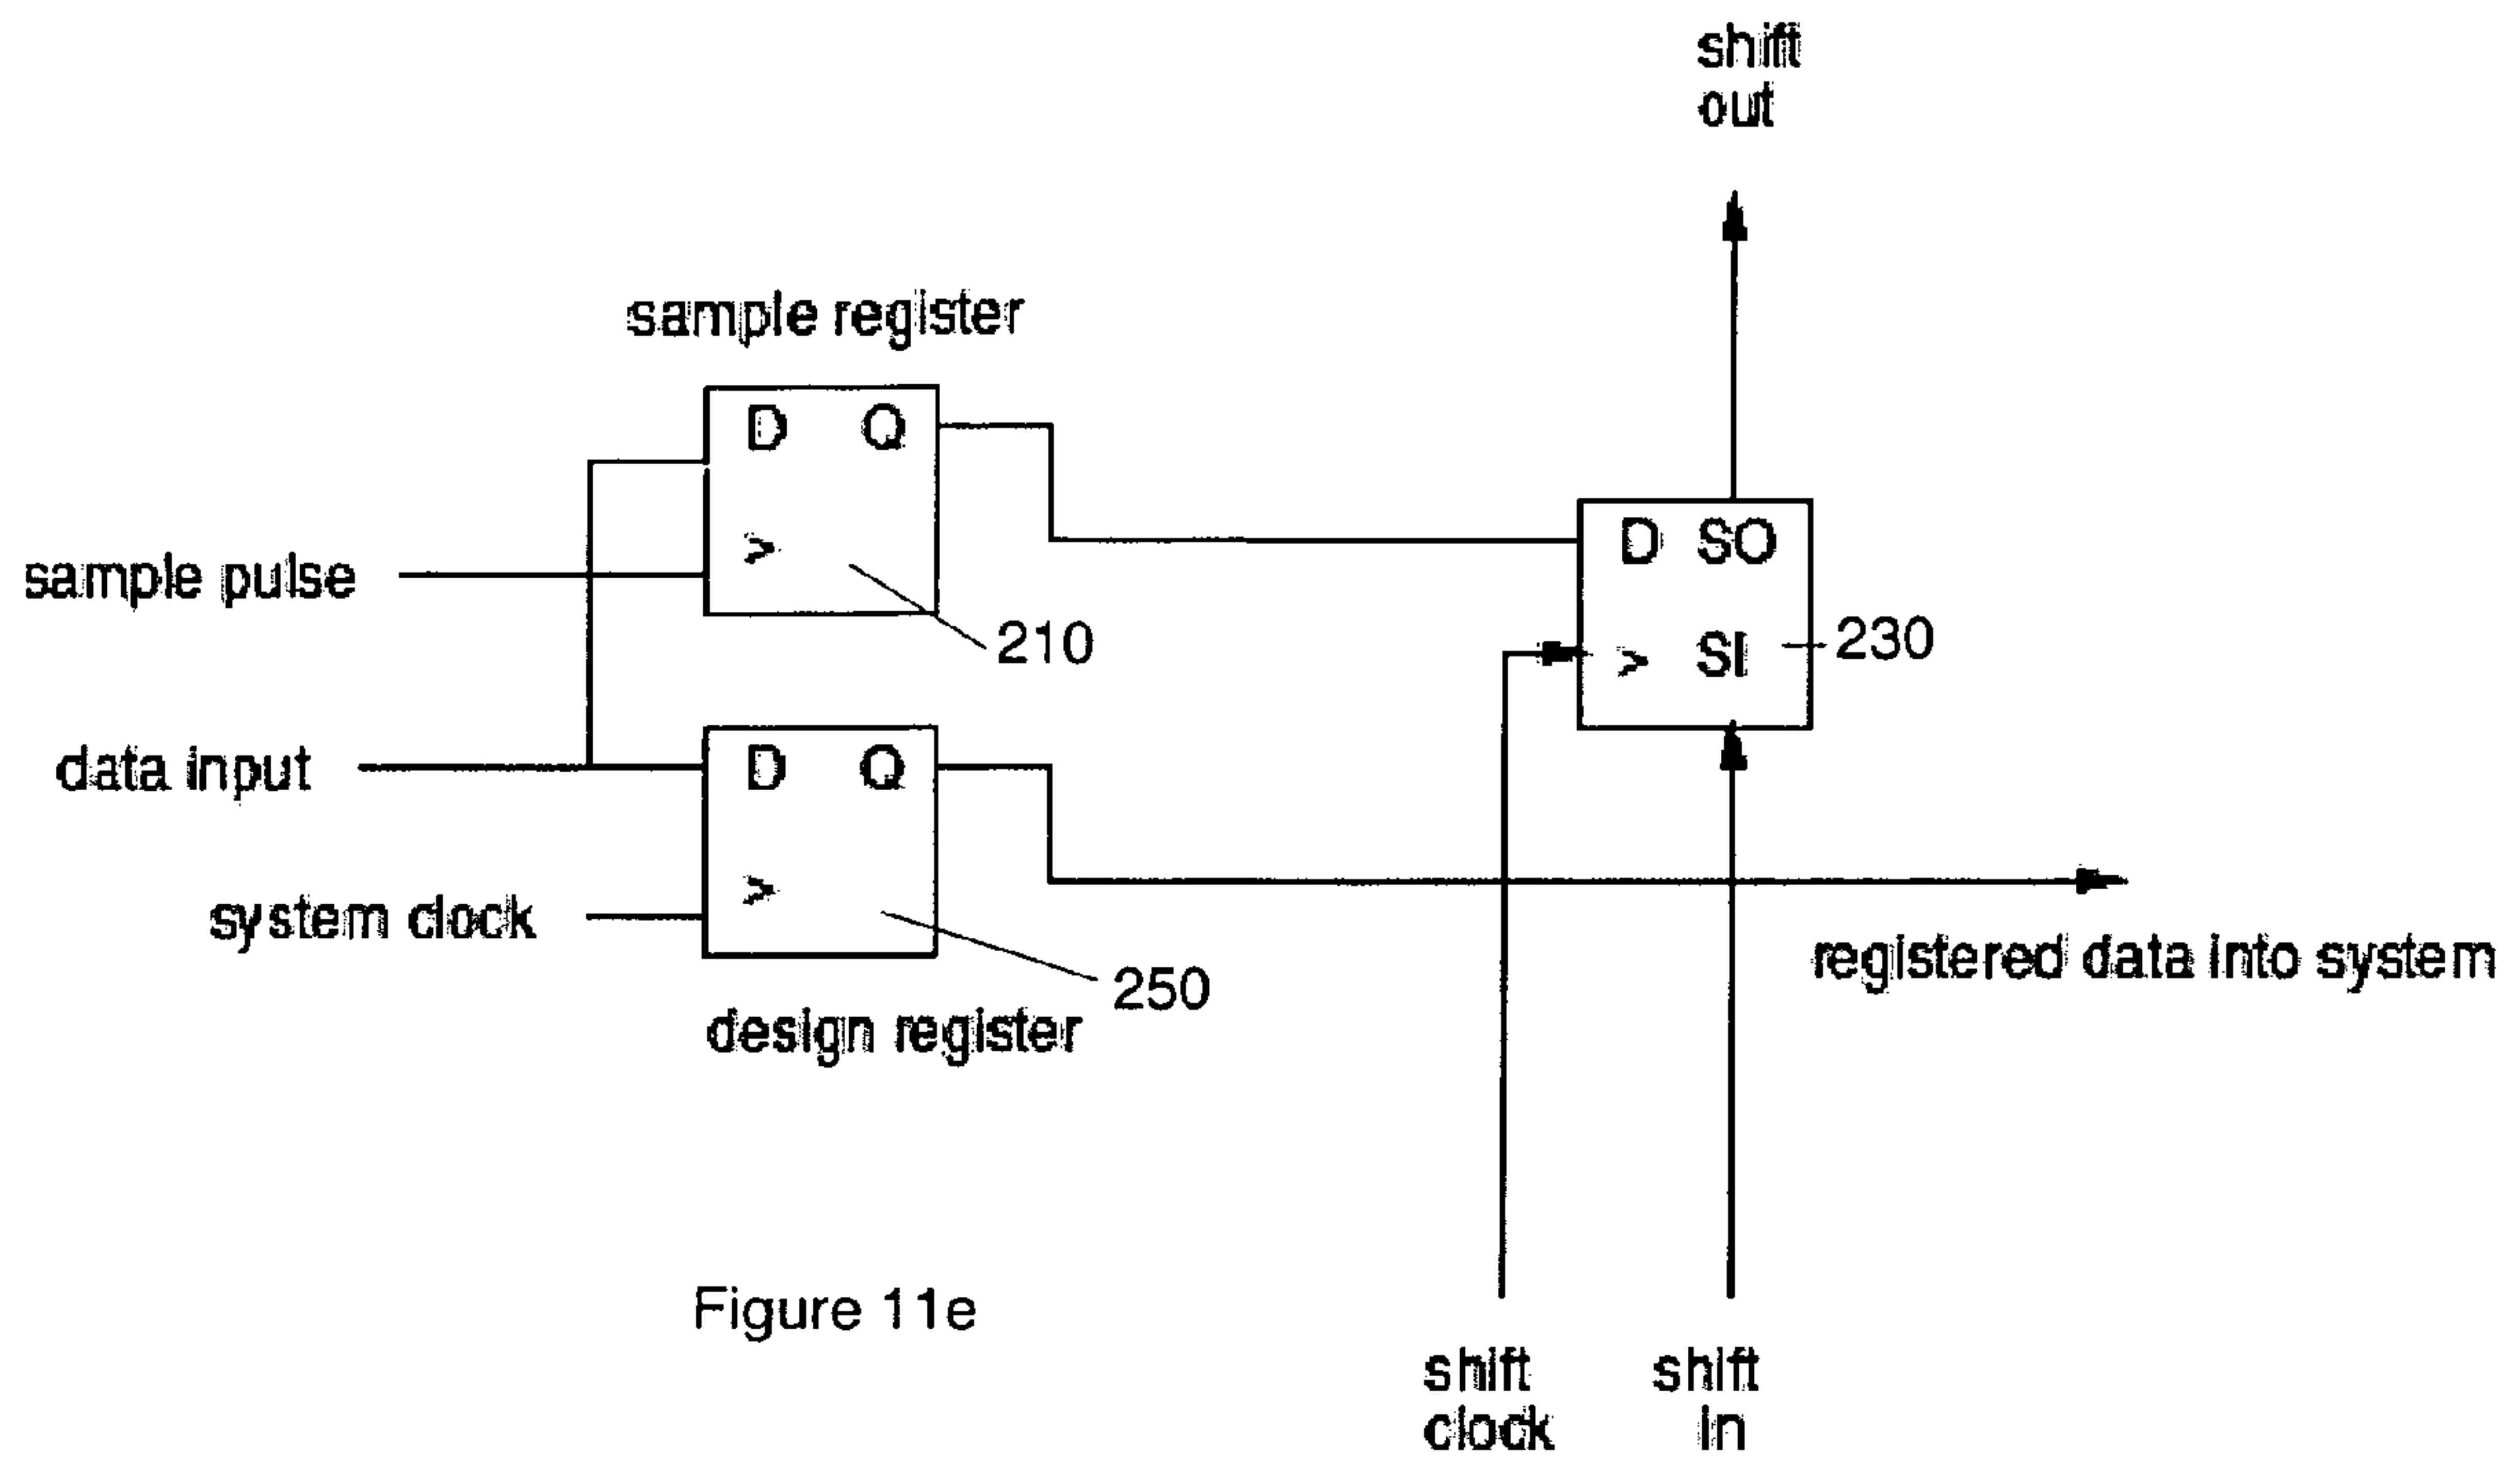 shift
out
sample register
D Q
>
sample pulse
210
D SO
> SI
230
data input
D Q
>
system clock
250
design register
registered data into system
Figure 11e
shift
clock
shift
in